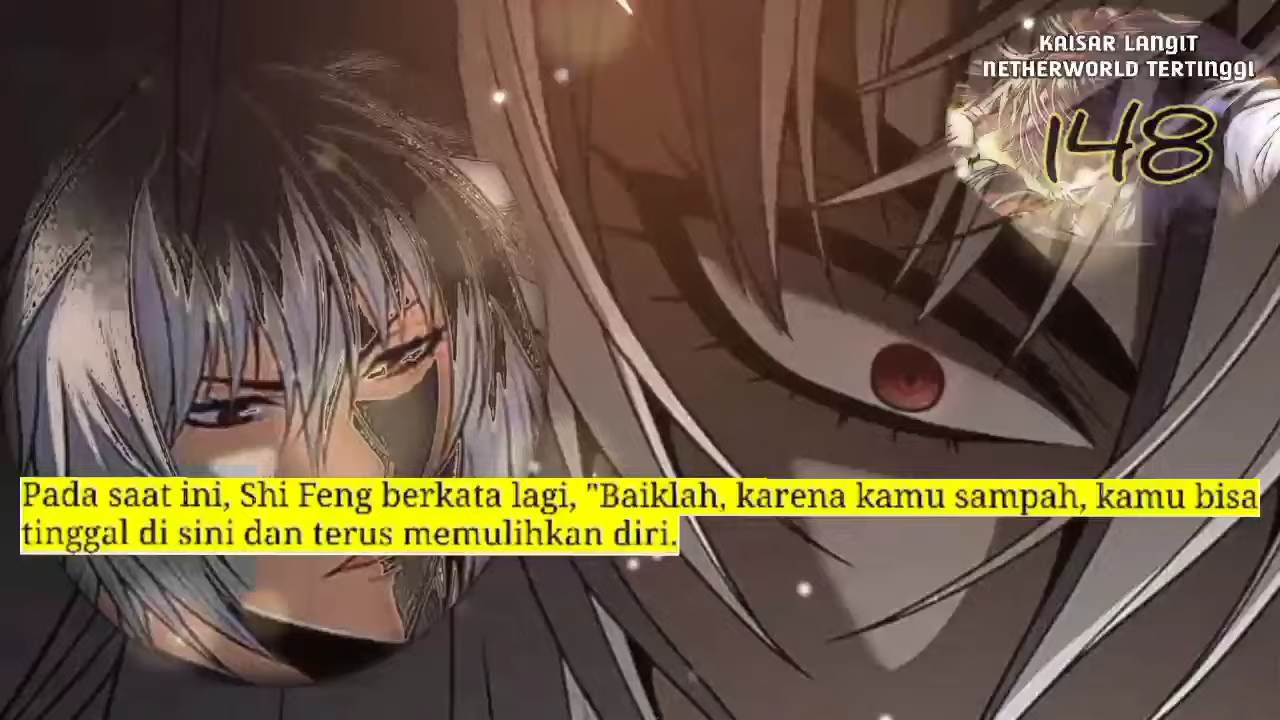 KAISAR LANGIT
NETHERWORLD TERTINGGI
148
Pada saat ini, Shi Feng berkata lagi, "Baiklah, karena kamu sampah, kamu bisa
tinggal di sini dan terus memulihkan diri.